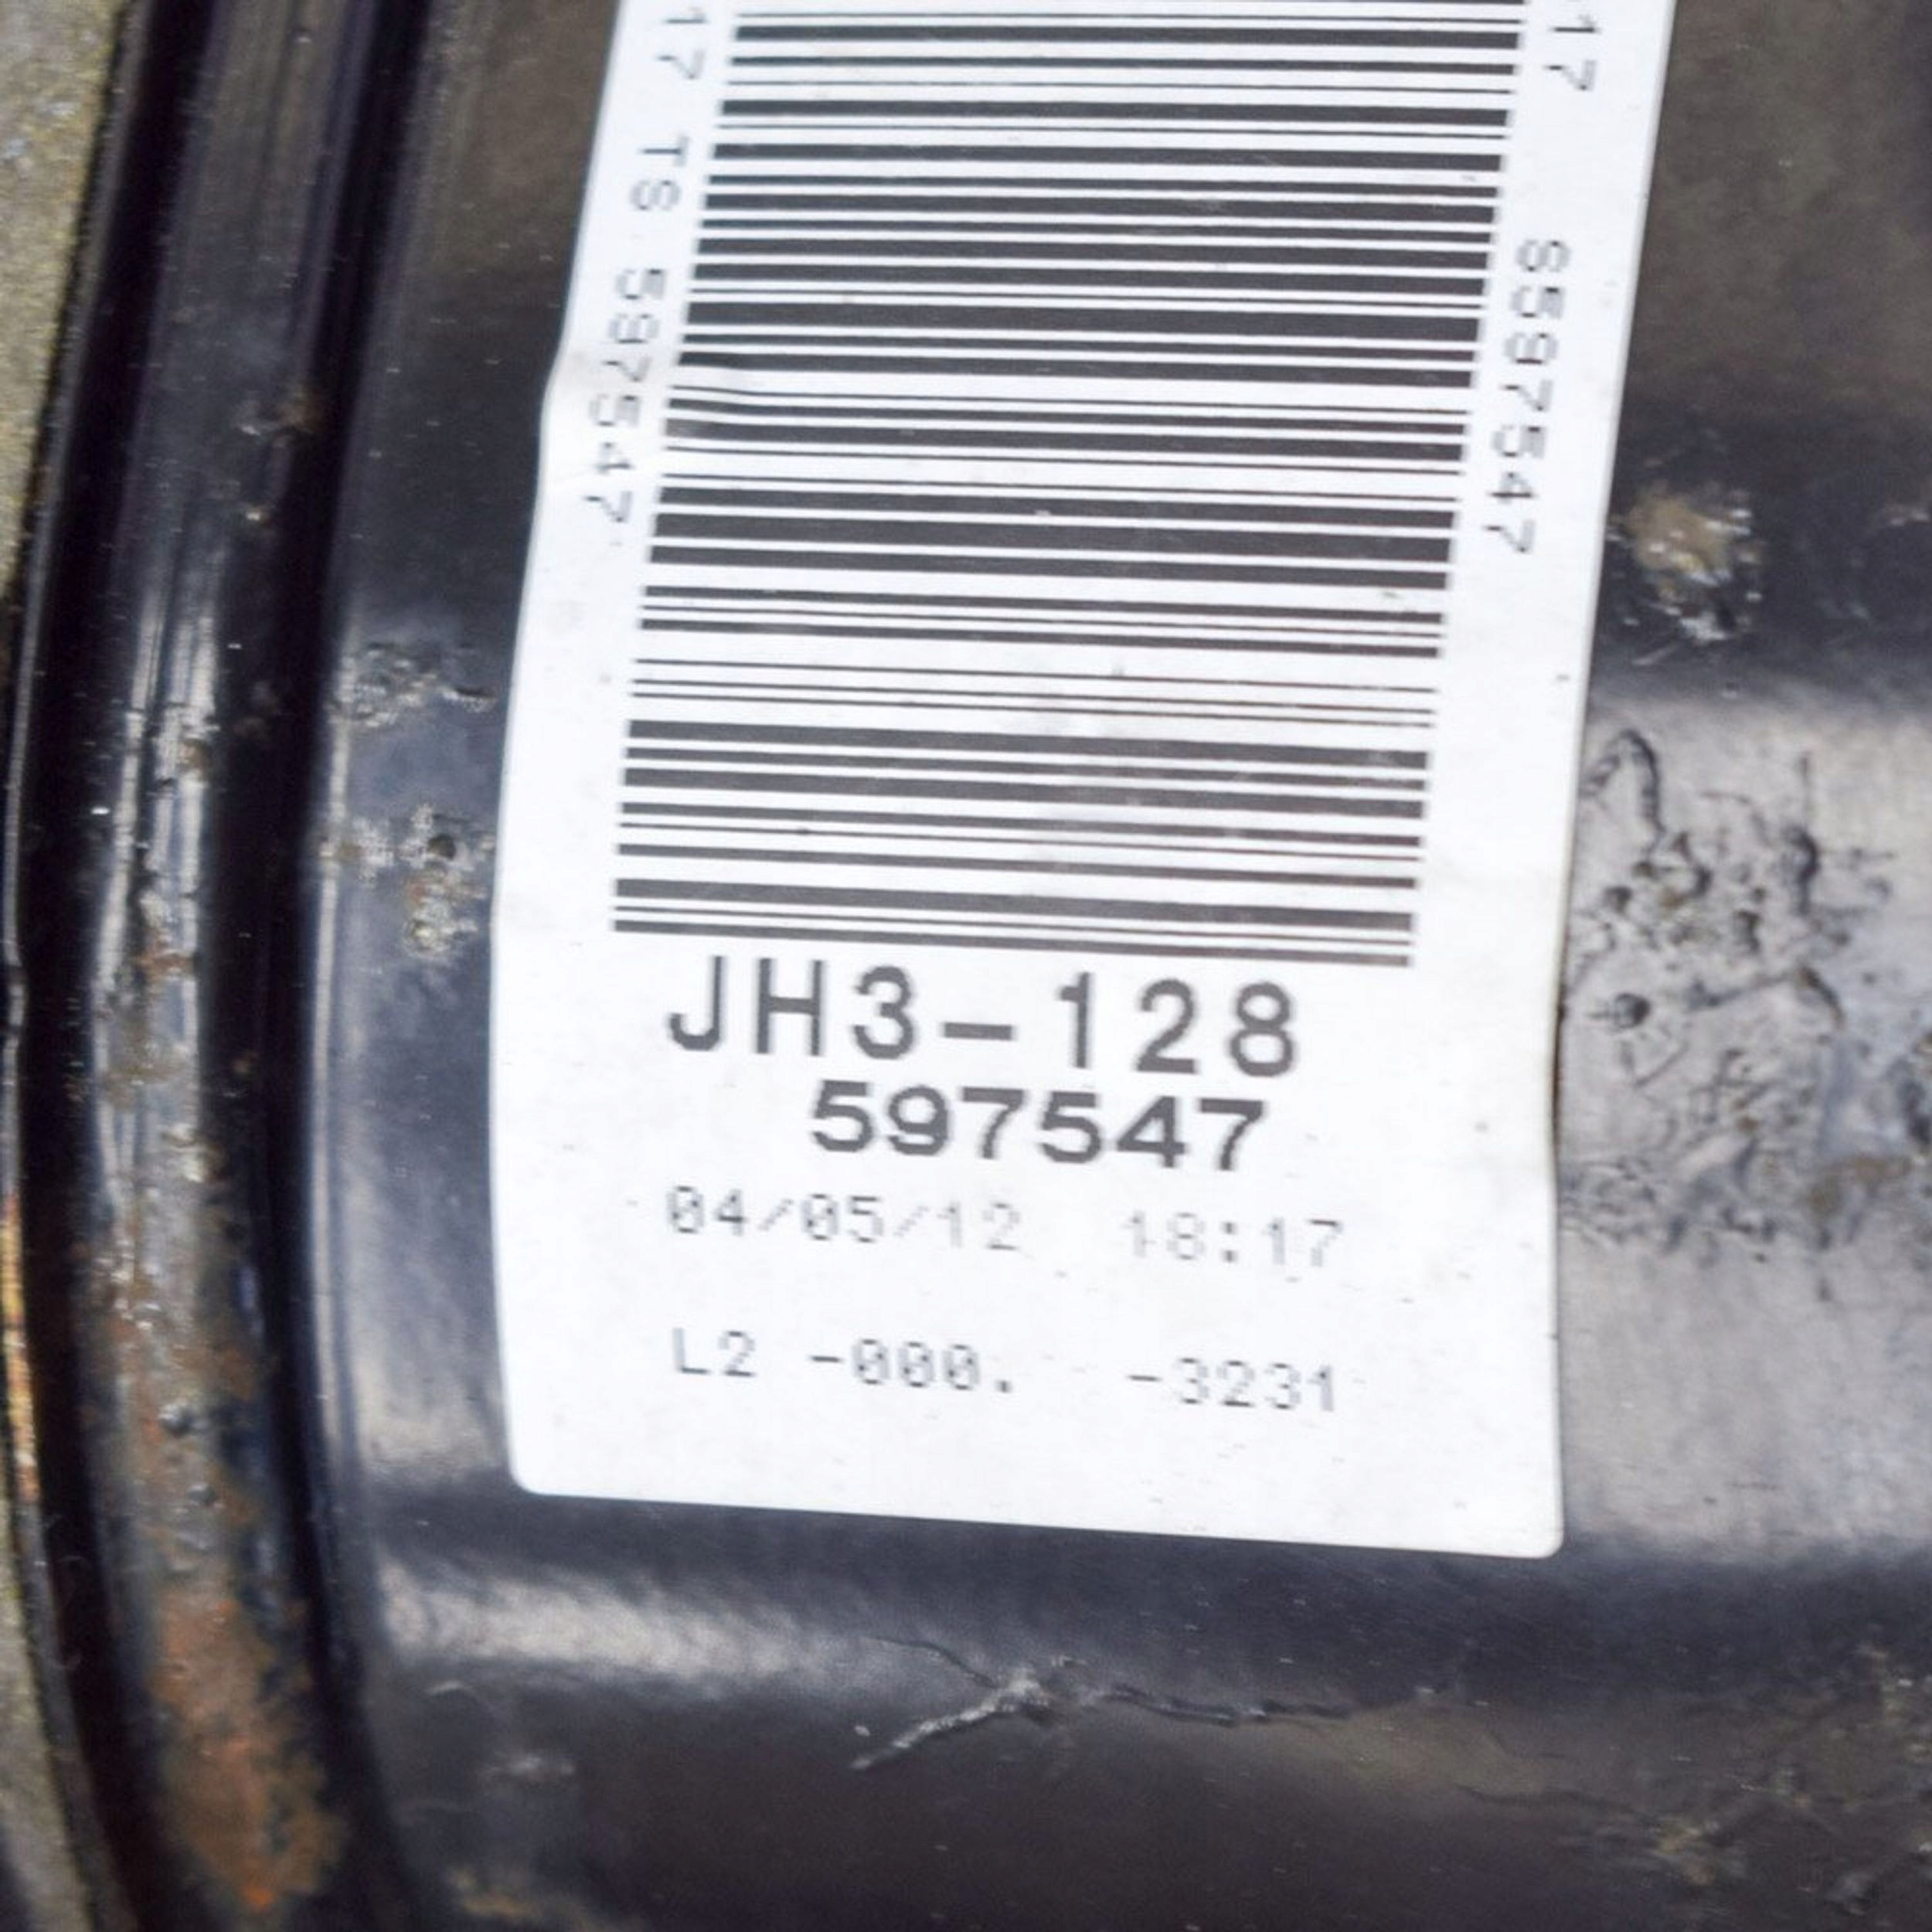 17 TS 597547
17 S597547
JH3-128
597547
04/05/12 18:17
L2 -000. -3231